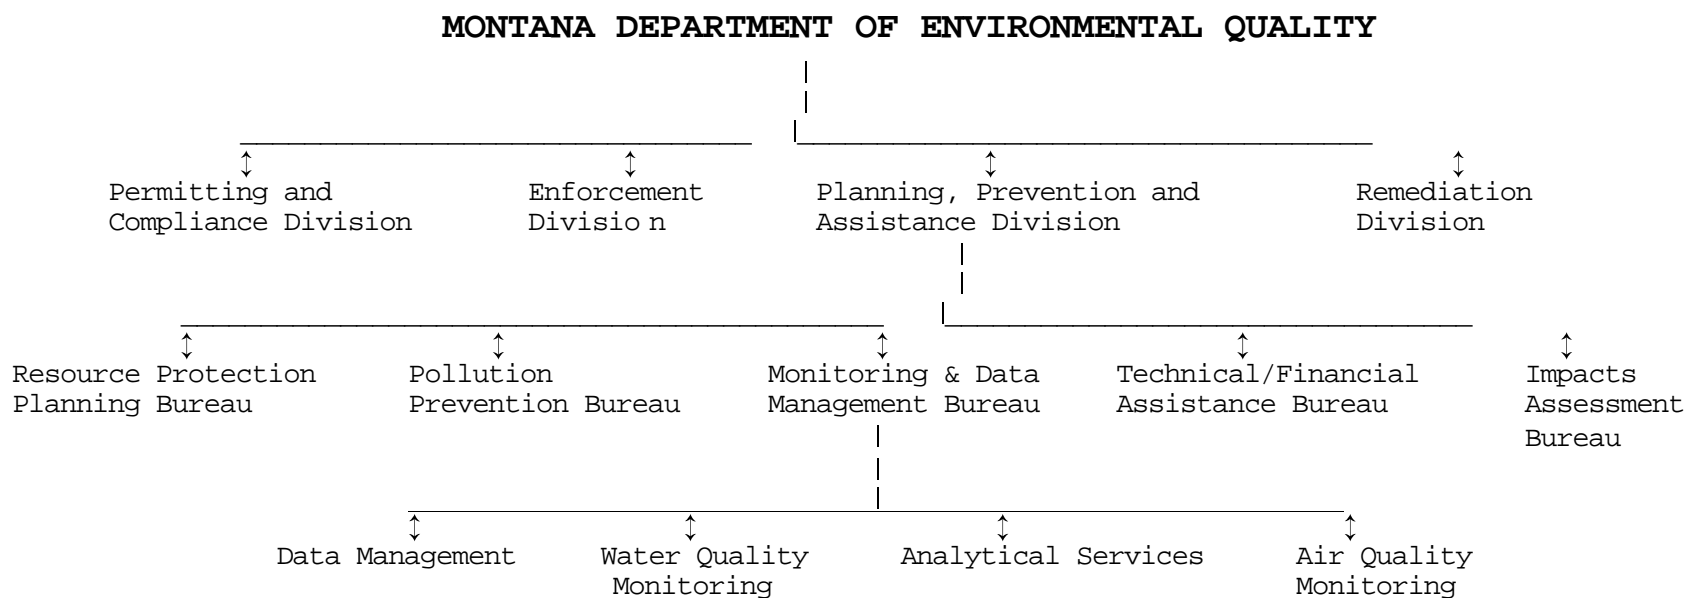 MONTANA DEPARTMENT OF ENVIRONMENTAL QUALITY
Permitting and
Compliance Division
Enforcement
Divisio n
Planning, Prevention and
Assistance Division
Remediation
Division
Resource Protection
Planning Bureau
Pollution
Prevention Bureau
Monitoring & Data
Management Bureau
Technical/Financial
Assistance Bureau
Impacts
Assessment
Bureau
Data Management
Water Quality
Monitoring
Analytical Services
Air Quality
Monitoring